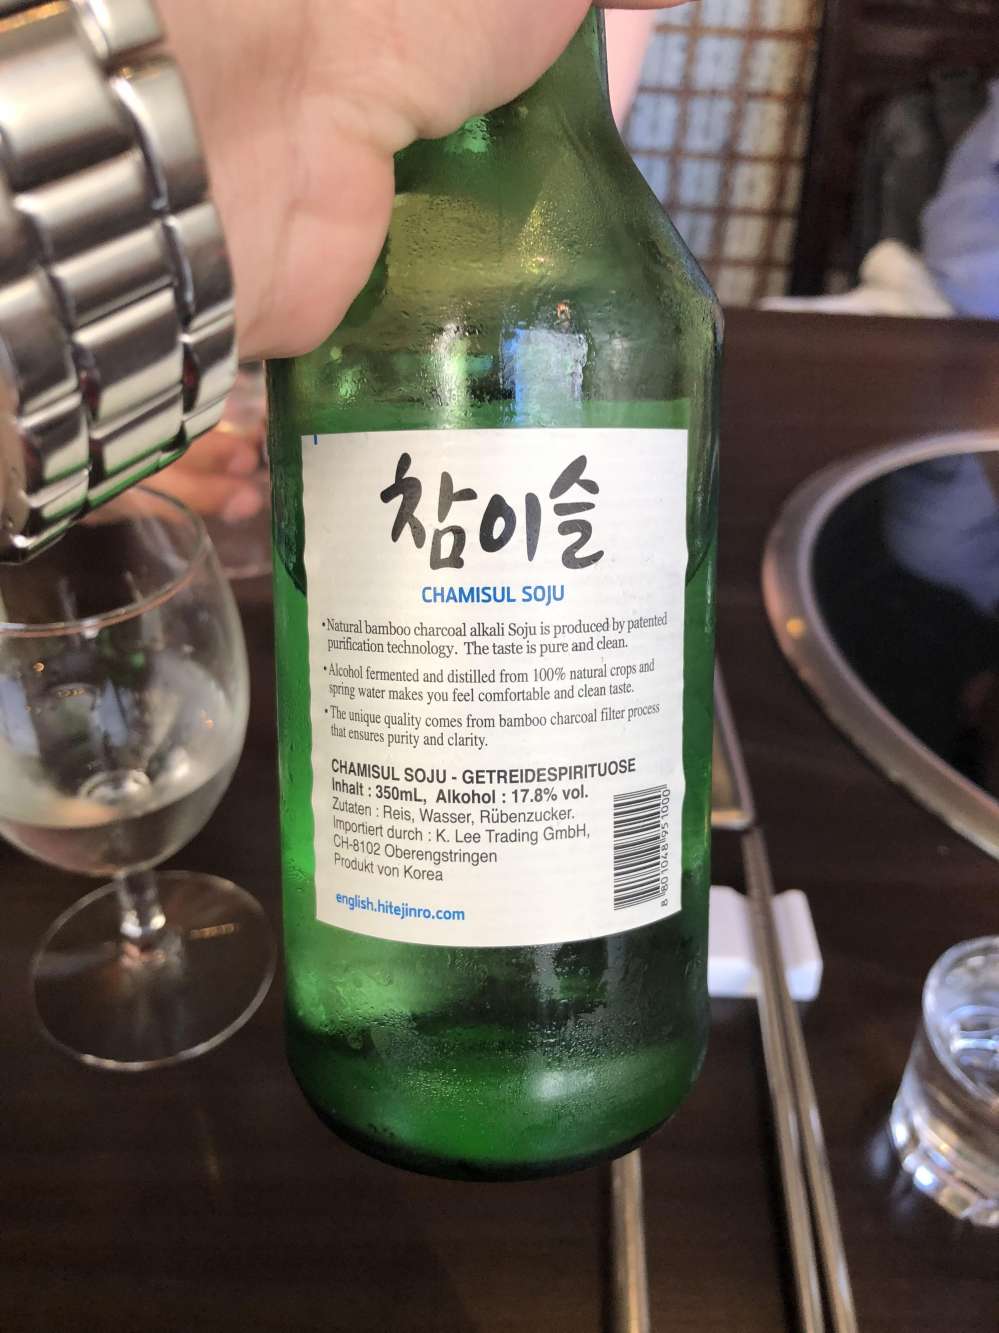 참이슬
CHAMISUL SOJU
•Natural bamboo charcoal alkali Soju is produced by patented
purification technology. The taste is pure and clean.
•Alcohol fermented and distilled from 100% natural crops and
spring water makes you feel comfortable and clean taste.
•The unique quality comes from bamboo charcoal filter process
that ensures purity and clarity.
CHAMISUL SOJU - GETREIDESPIRITUOSE
Inhalt : 350mL, Alkohol : 17.8% vol.
Zutaten : Reis, Wasser, Rübenzucker.
Importiert durch : K. Lee Trading GmbH,
CH-8102 Oberengstringen
Produkt von Korea
english.hitejinro.com
8 801048 951000